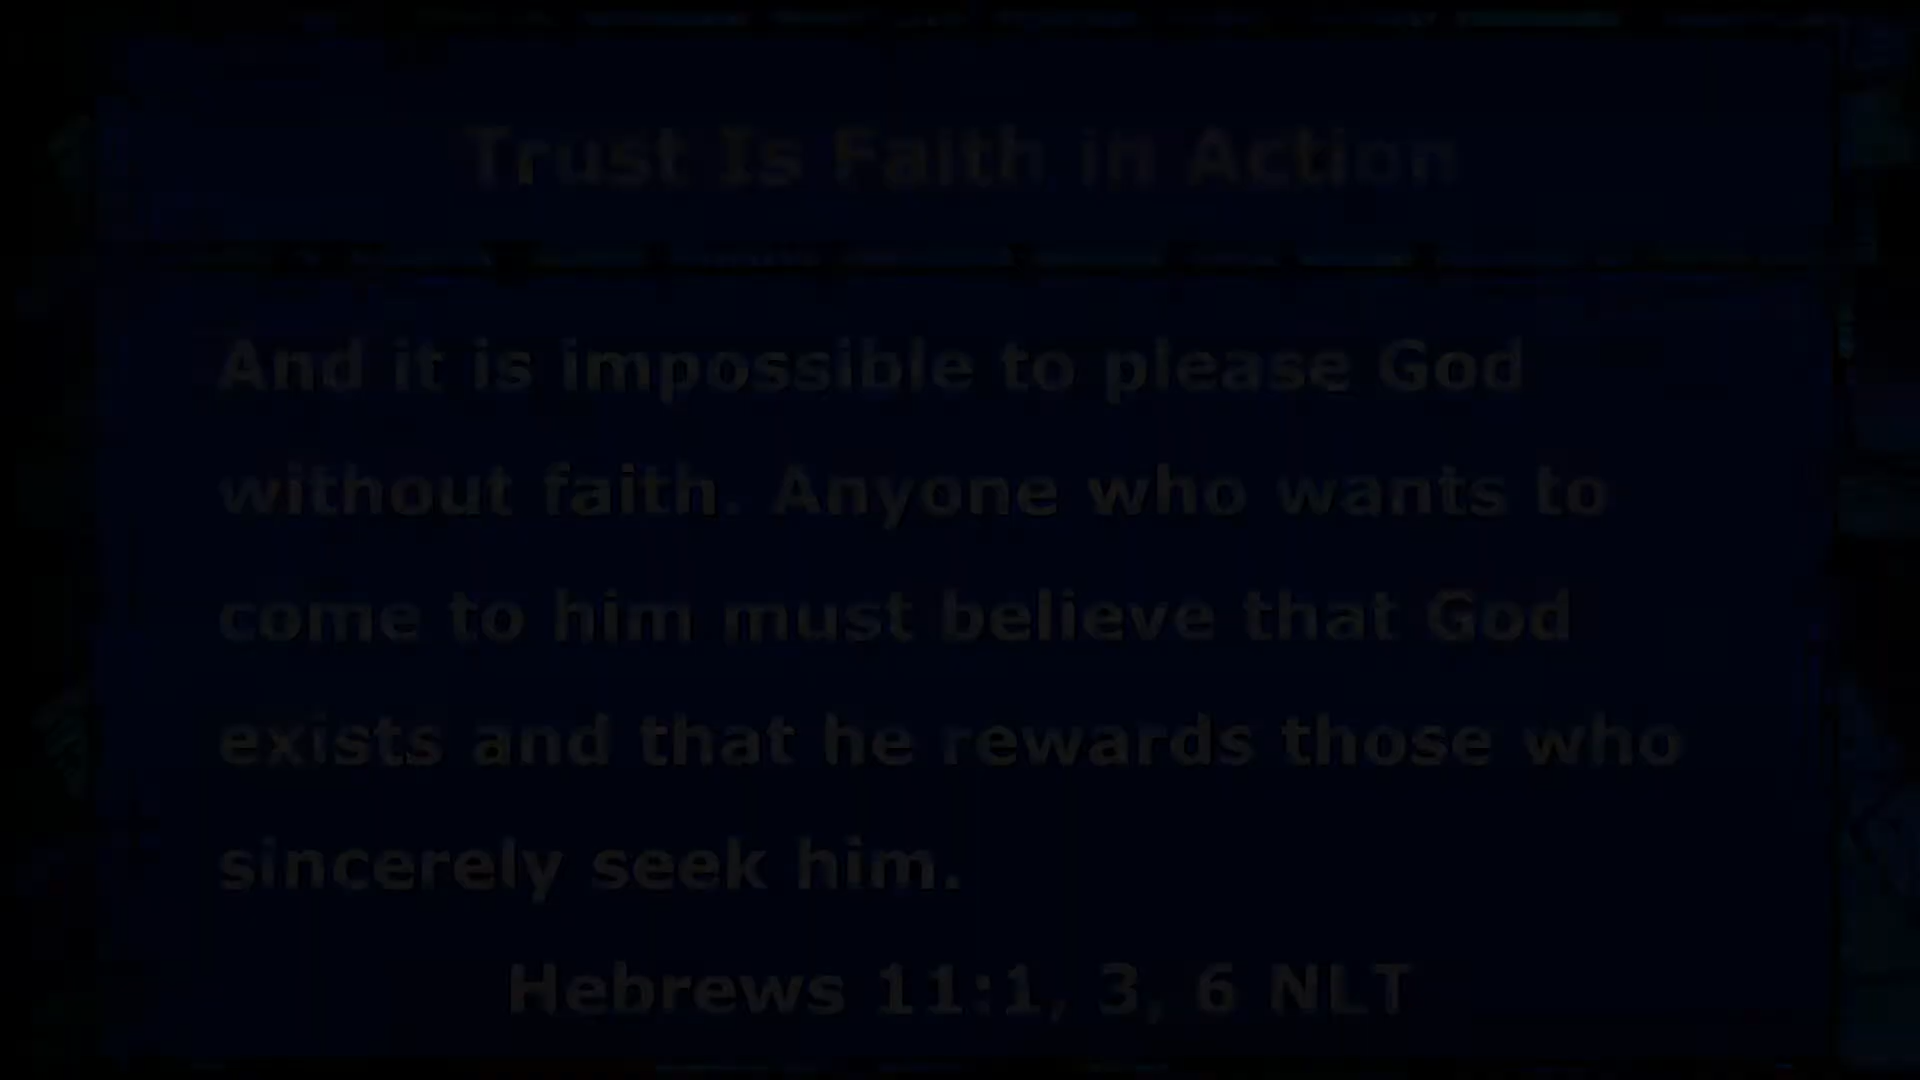 Trust Is Faith in Action
And it is impossible to please God
without faith. Anyone who wants to
come to him must believe that God
exists and that he rewards those who
sincerely seek him.
Hebrews 11:1, 3, 6 NLT